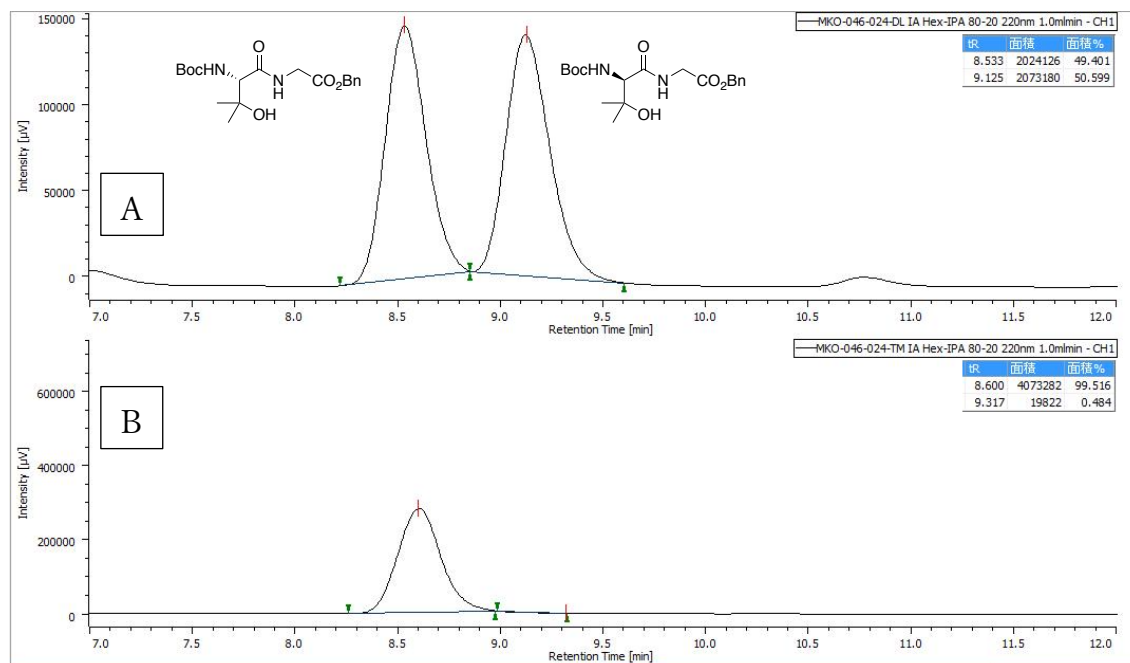 MKO-046-024-DL IA Hex-IPA 80-20 220nm 1.0mlmin - CH1
tR 面積 面積%
8.533 2024126 49.401
9.125 2073180 50.599
O
BocHN
N
H
CO2Bn
OH
O
BocHN
N
H
CO2Bn
OH
A
Intensity [μV]
150000
100000
50000
0
7.0 7.5 8.0 8.5 9.0 9.5 10.0 10.5 11.0 11.5 12.0
Retention Time [min]
MKO-046-024-TM IA Hex-IPA 80-20 220nm 1.0mlmin - CH1
tR 面積 面積%
8.600 4073282 99.516
9.317 19822 0.484
B
Intensity [μV]
600000
400000
200000
0
7.0 7.5 8.0 8.5 9.0 9.5 10.0 10.5 11.0 11.5 12.0
Retention Time [min]